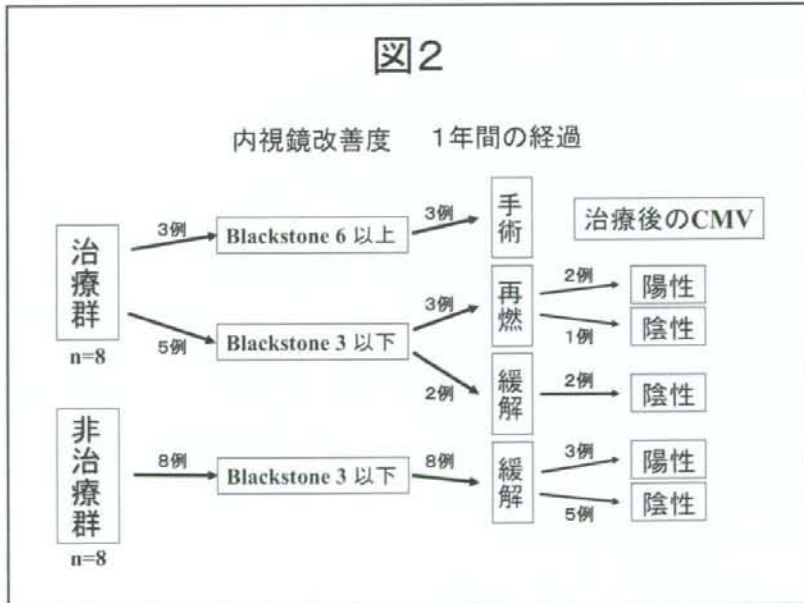 図2
内視鏡改善度 1年間の経過
治療後のCMV
治療群
n=8
3例
Blackstone 6 以上
3例
手術
5例
Blackstone 3 以下
3例
再燃
2例
陽性
1例
陰性
2例
緩解
2例
陰性
非治療群
n=8
8例
Blackstone 3 以下
8例
緩解
3例
陽性
5例
陰性